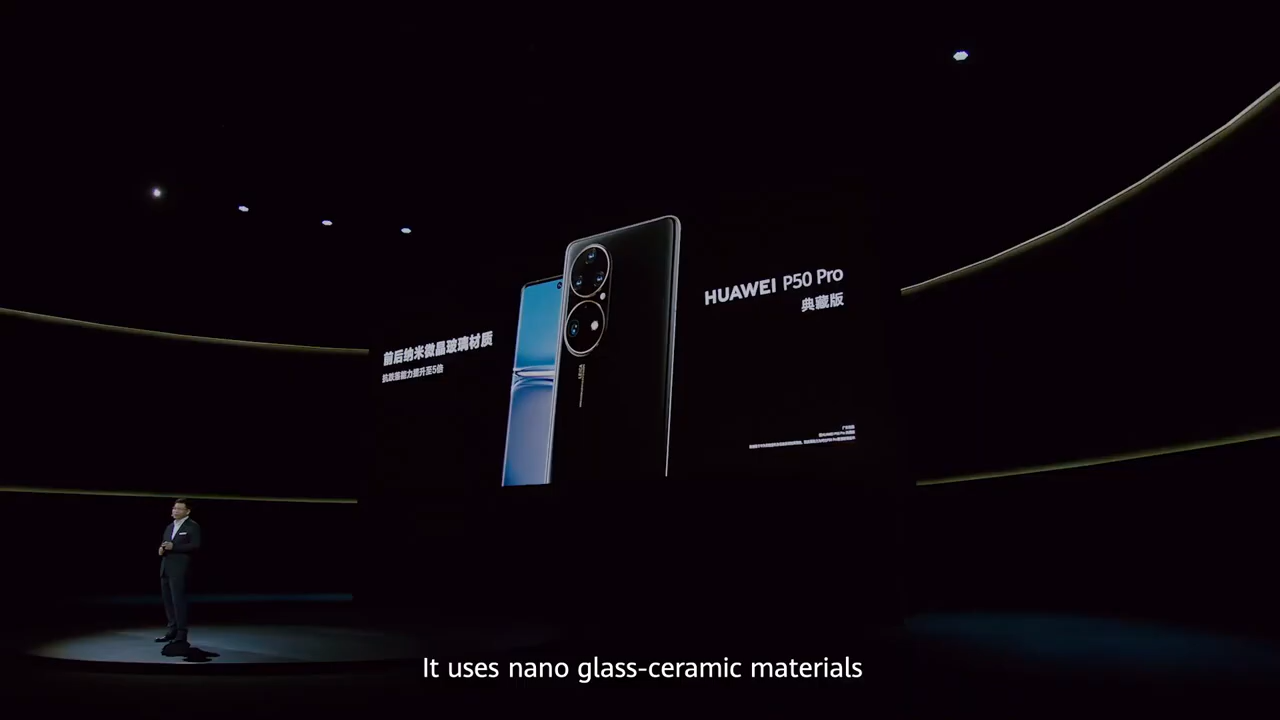 前后纳米微晶玻璃材质
抗跌落能力提升至5倍
HUAWEI P50 Pro
典藏版
LEICA
It uses nano glass-ceramic materials